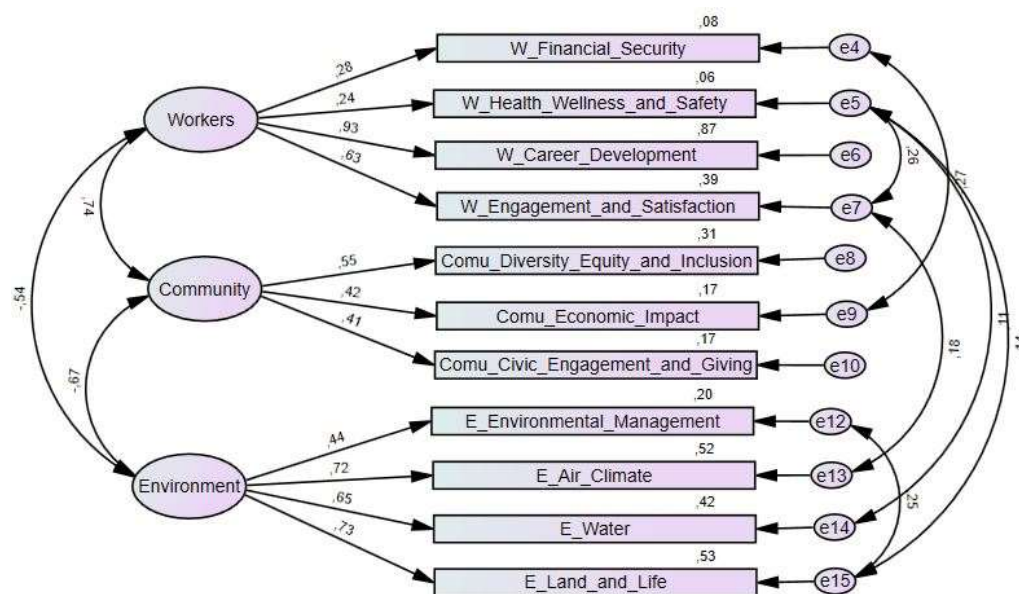 ,08
W_Financial_Security
e4
,28
,06
W_Health_Wellness_and_Safety
e5
,24
Workers
,87
W_Career_Development
e6
,93
,26
,27
,63
,39
W_Engagement_and_Satisfaction
e7
,74
,31
Comu_Diversity_Equity_and_Inclusion
e8
,55
-,54
Community
,42
,17
Comu_Economic_Impact
e9
,41
,11
,18
,17
Comu_Civic_Engagement_and_Giving
e10
-,67
,20
E_Environmental_Management
e12
,44
,52
E_Air_Climate
e13
,72
Environment
,65
,42
E_Water
e14
,25
,73
,53
E_Land_and_Life
e15